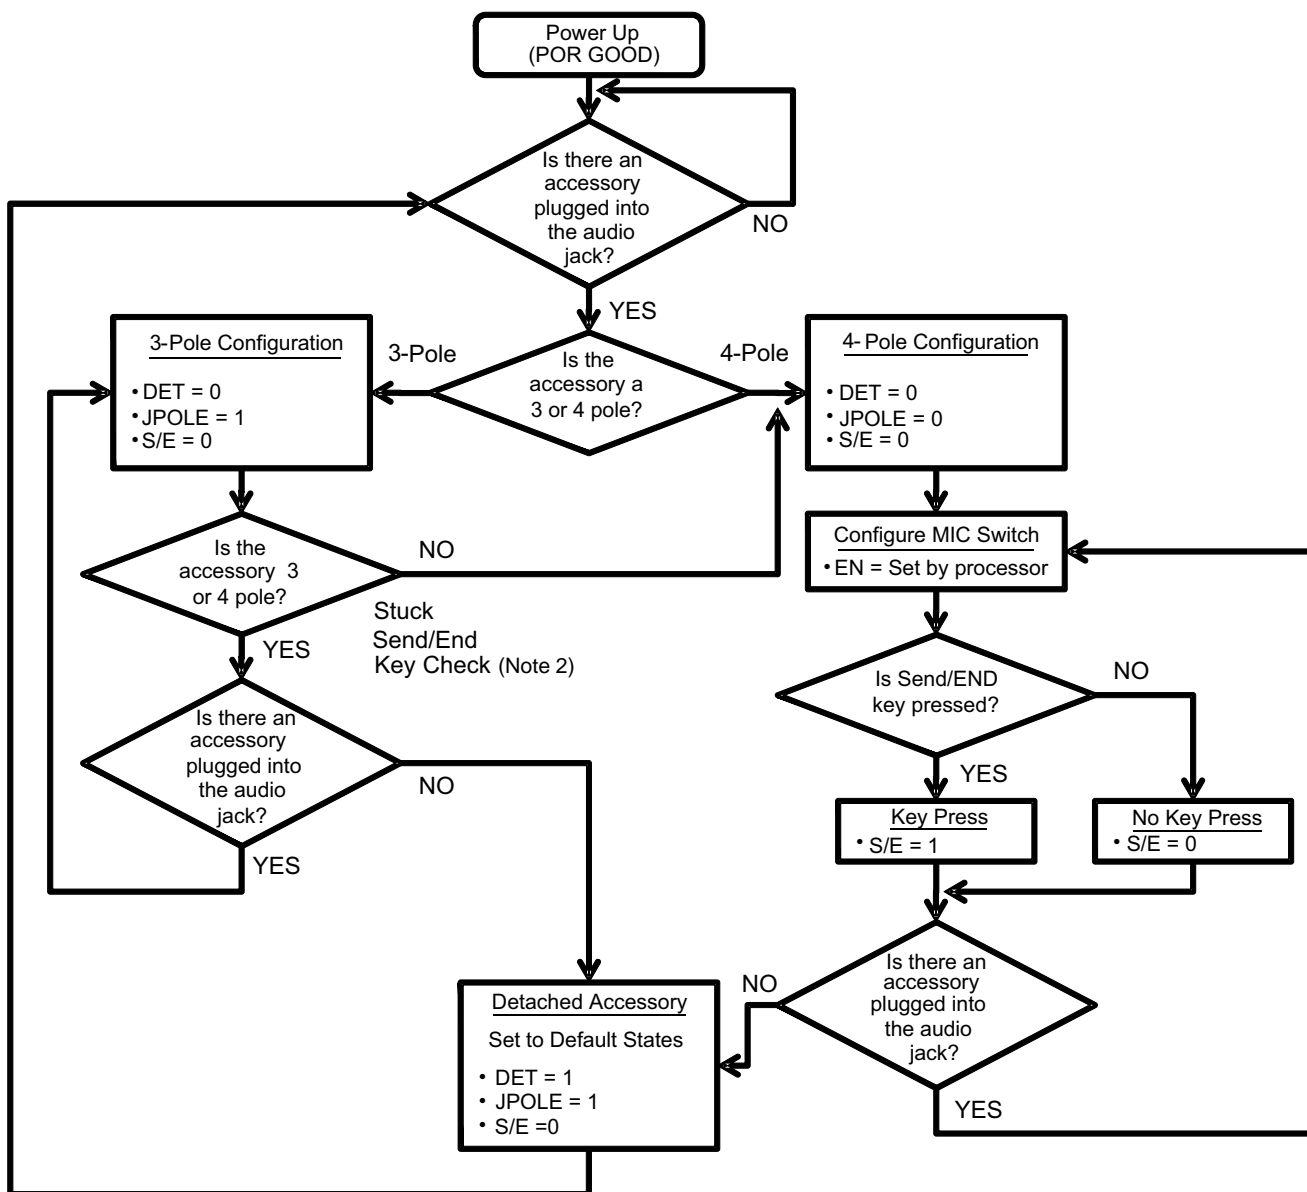 Power Up
(POR GOOD)
Is there an
accessory
plugged into
the audio
jack?
NO
YES
3-Pole Configuration
• DET = 0
• JPOLE = 1
• S/E = 0
3-Pole
Is the
accessory a
3 or 4 pole?
4-Pole
4- Pole Configuration
• DET = 0
• JPOLE = 0
• S/E = 0
Is the
accessory 3
or 4 pole?
NO
Stuck
Send/End
Key Check (Note 2)
YES
Configure MIC Switch
• EN = Set by processor
Is Send/END
key pressed?
NO
YES
Is there an
accessory
plugged into
the audio
jack?
NO
YES
Key Press
• S/E = 1
No Key Press
• S/E = 0
Is there an
accessory
plugged into
the audio
jack?
NO
YES
Detached Accessory
Set to Default States
• DET = 1
• JPOLE = 1
• S/E =0